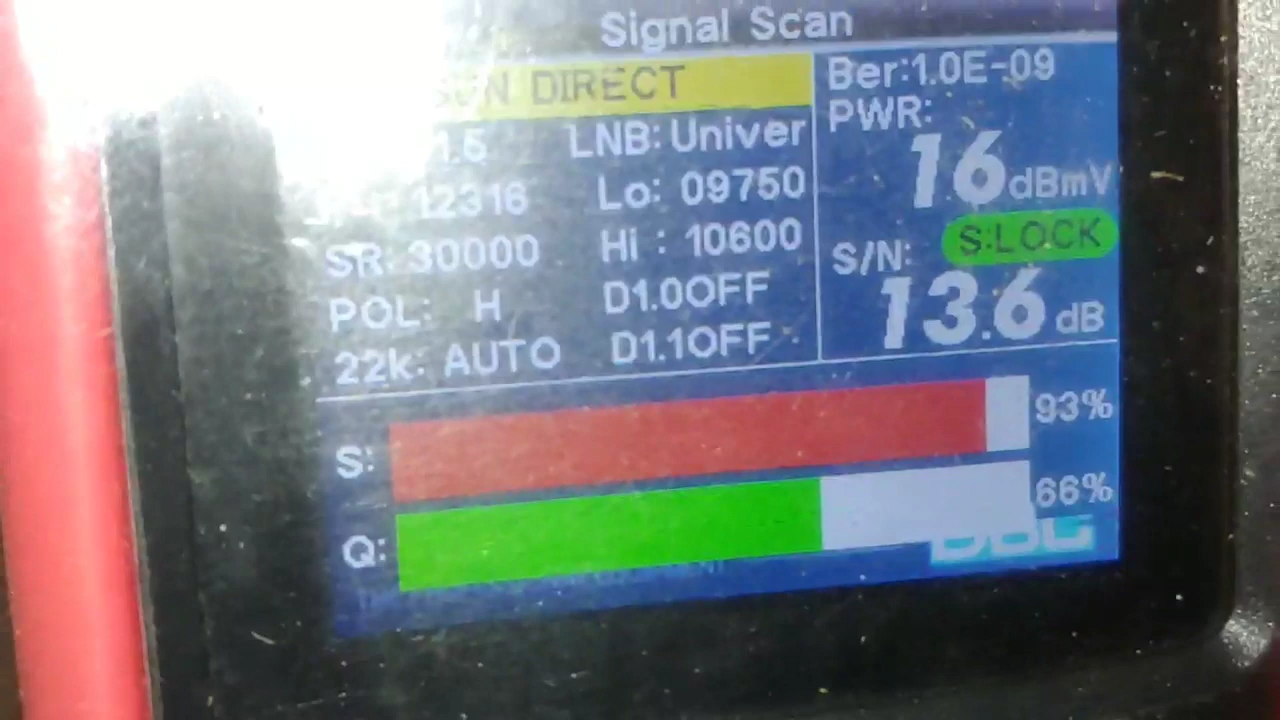 Signal Scan
SUN DIRECT
1.5 LNB: Univer
12316 Lo: 09750
SR: 30000 Hi : 10600
POL: H D1.0OFF
22k: AUTO D1.1OFF
Ber:1.0E-09
PWR:
16 dBmV
S:LOCK
S/N:
13.6 dB
S: 93%
Q: 66%